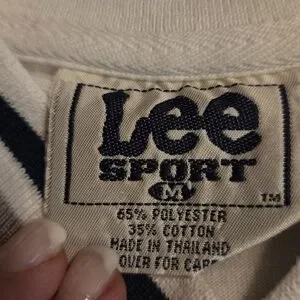 Lee
SPORT
M
TM
65% POLYESTER
35% COTTON
MADE IN THAILAND
OVER FOR CARE